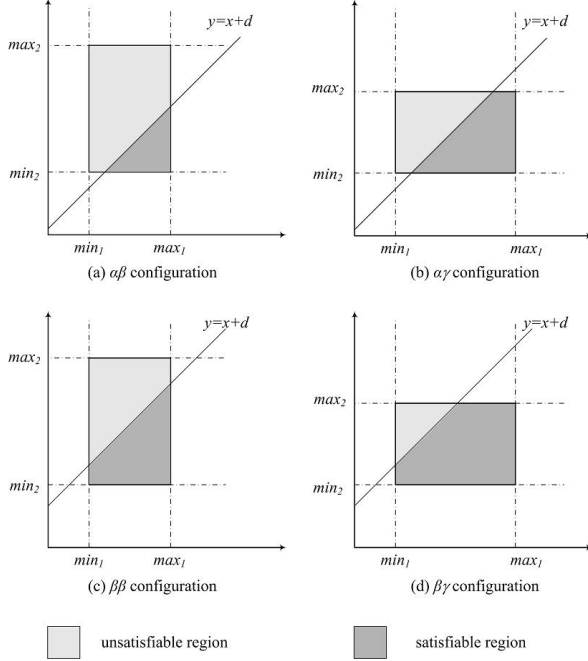 y=x+d
max₂
min₂
min₁ max₁
(a) αβ configuration
y=x+d
max₂
min₂
min₁ max₁
(b) αγ configuration
y=x+d
max₂
min₂
min₁ max₁
(c) ββ configuration
y=x+d
max₂
min₂
min₁ max₁
(d) βγ configuration
unsatisfiable region
satisfiable region